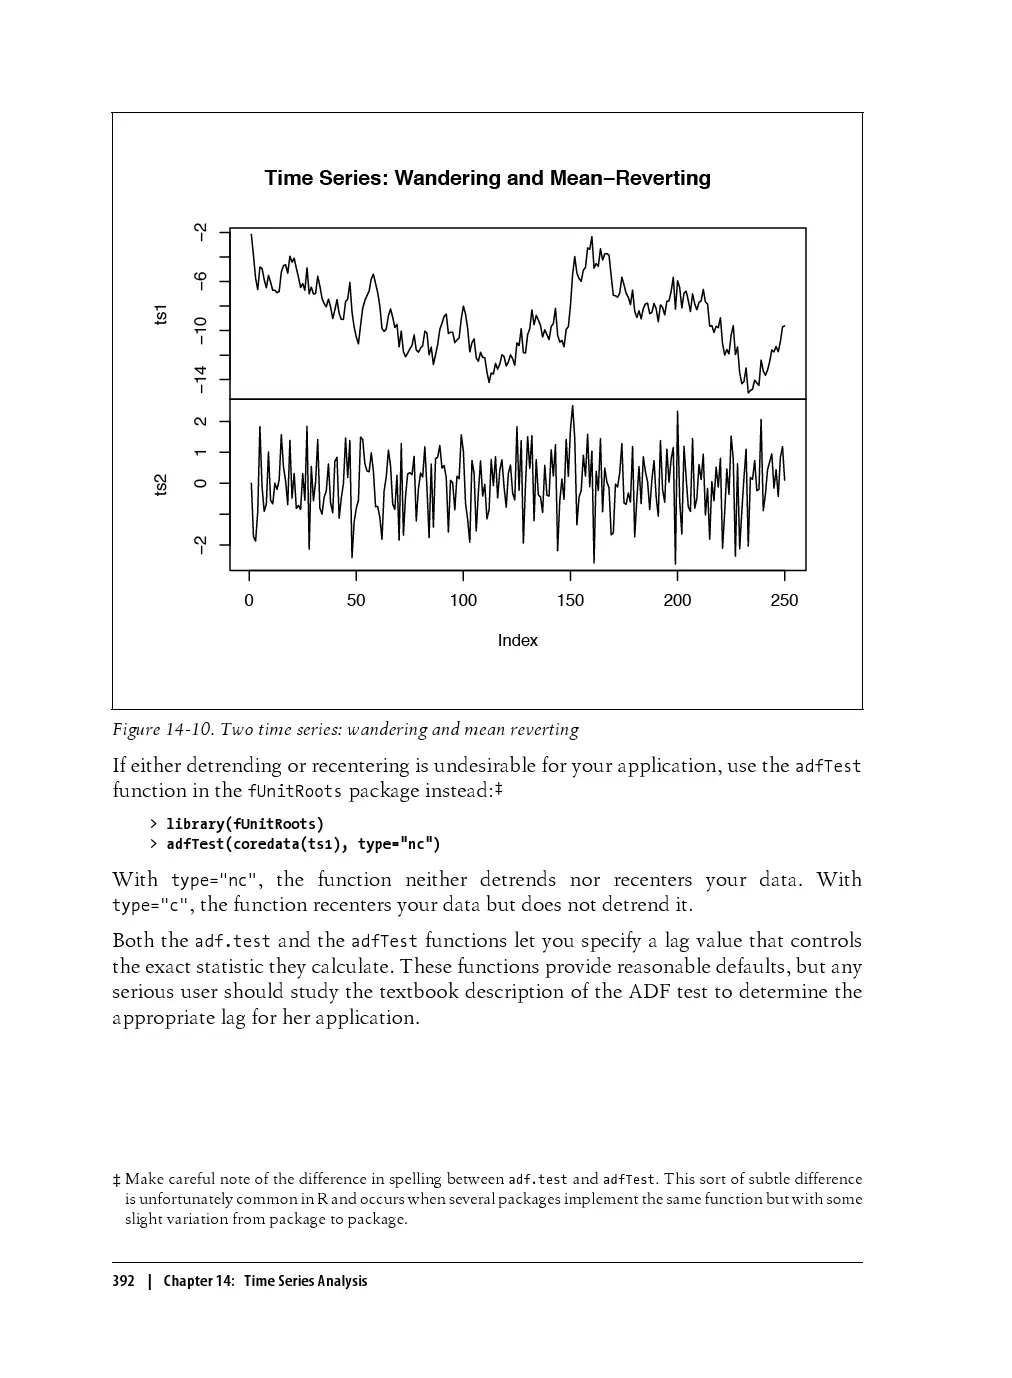 Time Series: Wandering and Mean−Reverting
ts1
−2
−6
−10
−14
ts2
2
1
0
−2
0 50 100 150 200 250
Index
Figure 14-10. Two time series: wandering and mean reverting
If either detrending or recentering is undesirable for your application, use the adfTest
function in the fUnitRoots package instead:‡
> library(fUnitRoots)
> adfTest(coredata(ts1), type="nc")
With type="nc", the function neither detrends nor recenters your data. With
type="c", the function recenters your data but does not detrend it.
Both the adf.test and the adfTest functions let you specify a lag value that controls
the exact statistic they calculate. These functions provide reasonable defaults, but any
serious user should study the textbook description of the ADF test to determine the
appropriate lag for her application.
‡ Make careful note of the difference in spelling between adf.test and adfTest. This sort of subtle difference
is unfortunately common in R and occurs when several packages implement the same function but with some
slight variation from package to package.
392 | Chapter 14: Time Series Analysis